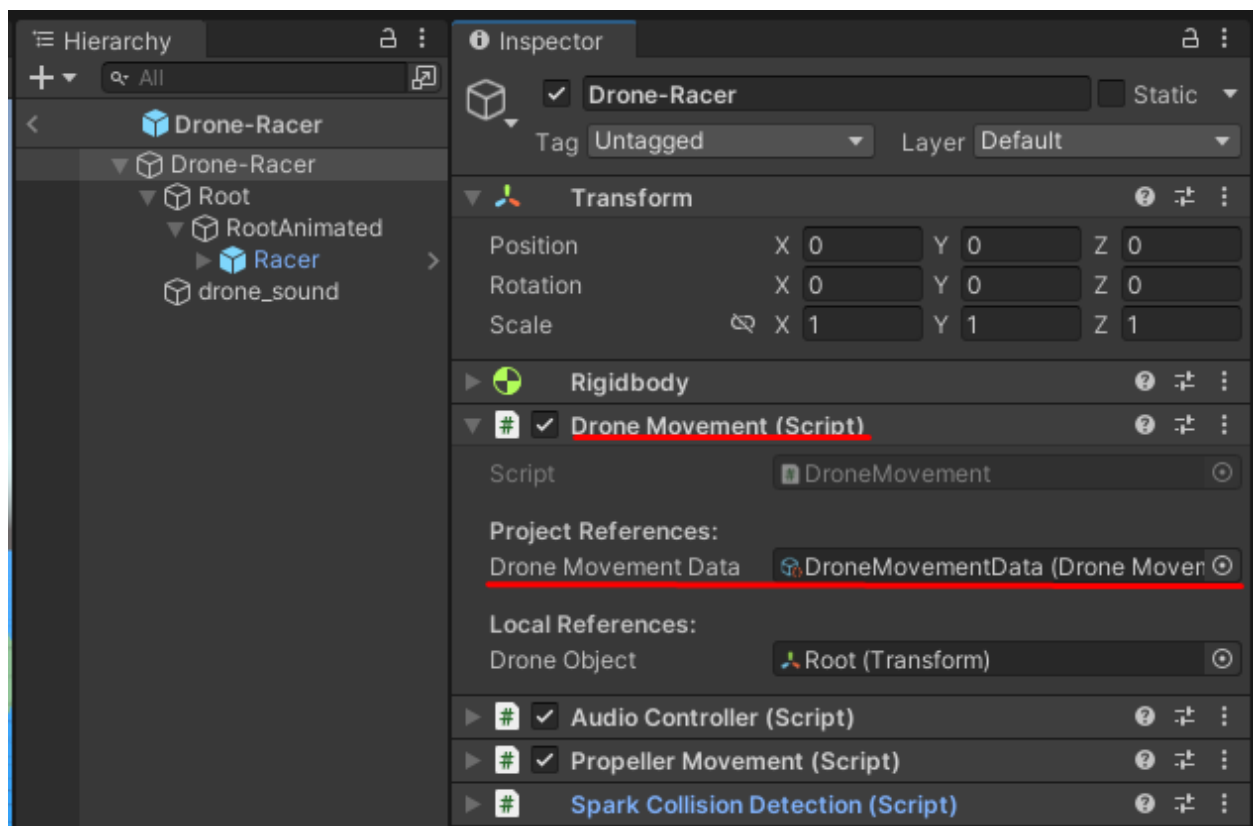 Hierarchy
All
Drone-Racer
Drone-Racer
Root
RootAnimated
Racer
drone_sound
Inspector
Drone-Racer
Static
Tag Untagged Layer Default
Transform
Position X 0 Y 0 Z 0
Rotation X 0 Y 0 Z 0
Scale X 1 Y 1 Z 1
Rigidbody
# Drone Movement (Script)
Script # DroneMovement
Project References:
Drone Movement Data DroneMovementData (Drone Mover
Local References:
Drone Object Root (Transform)
# Audio Controller (Script)
# Propeller Movement (Script)
# Spark Collision Detection (Script)